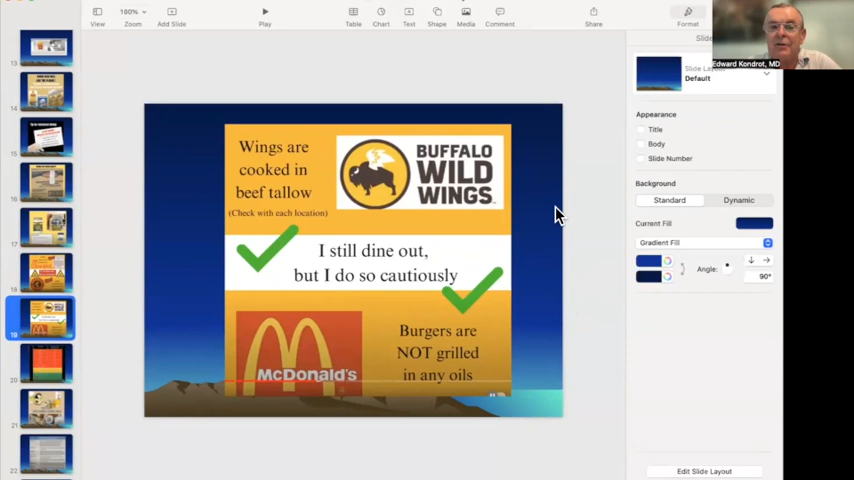 100%
View
Zoom
Add Slide
Play
Table
Chart
Text
Shape
Media
Comment
Share
Format
Edward Kondrot, MD
13
14
15
16
17
18
19
20
21
22
Wings are
cooked in
beef tallow
(Check with each location)
BUFFALO
WILD
WINGS
I still dine out,
but I do so cautiously
McDonald's
Burgers are
NOT grilled
in any oils
Slide Layout
Default
Appearance
Title
Body
Slide Number
Background
Standard
Dynamic
Current Fill
Gradient Fill
Angle:
90°
Edit Slide Layout